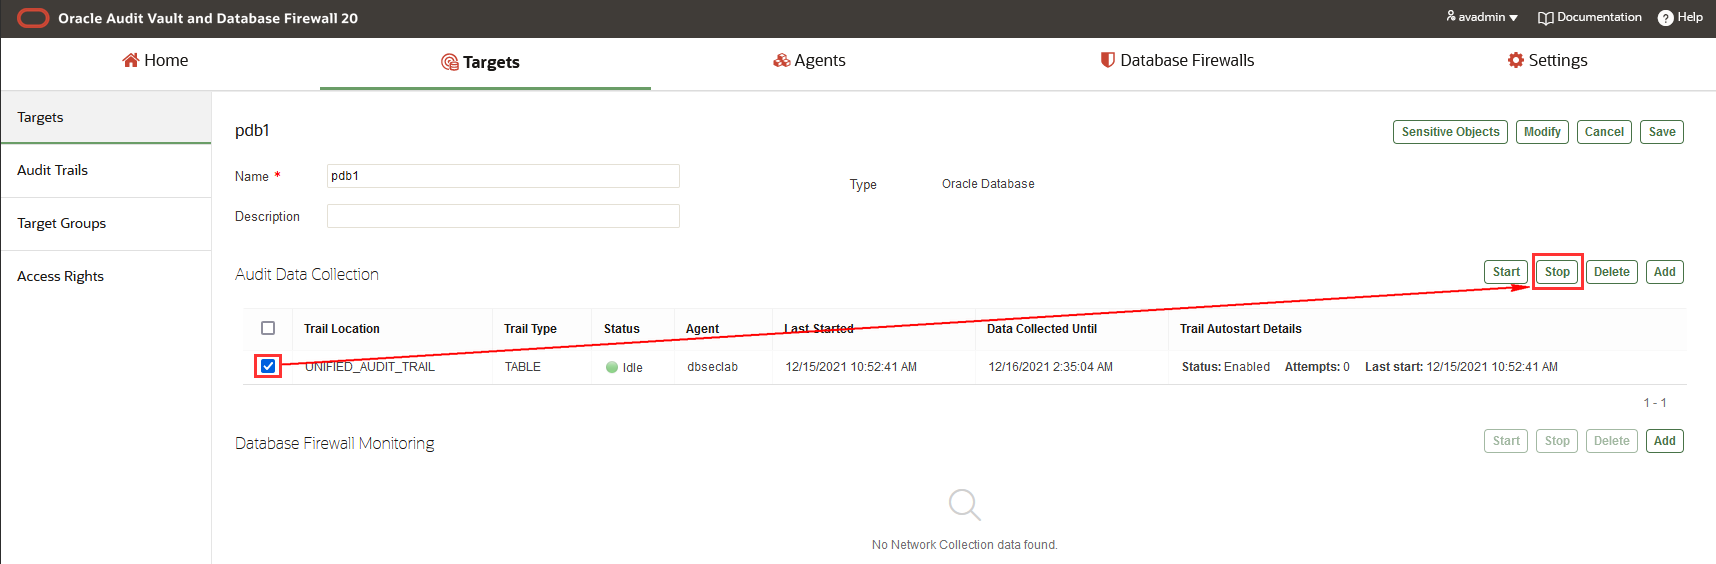 Oracle Audit Vault and Database Firewall 20
avadmin Documentation ? Help
Home Targets Agents Database Firewalls Settings
Targets
Audit Trails
Target Groups
Access Rights
pdb1
Sensitive Objects Modify Cancel Save
Name * pdb1
Type Oracle Database
Description
Audit Data Collection
Start Stop Delete Add
Trail Location Trail Type Status Agent Last Started Data Collected Until Trail Autostart Details
UNIFIED_AUDIT_TRAIL TABLE Idle dbseclab 12/15/2021 10:52:41 AM 12/16/2021 2:35:04 AM Status: Enabled Attempts: 0 Last start: 12/15/2021 10:52:41 AM
1 - 1
Database Firewall Monitoring
Start Stop Delete Add
No Network Collection data found.